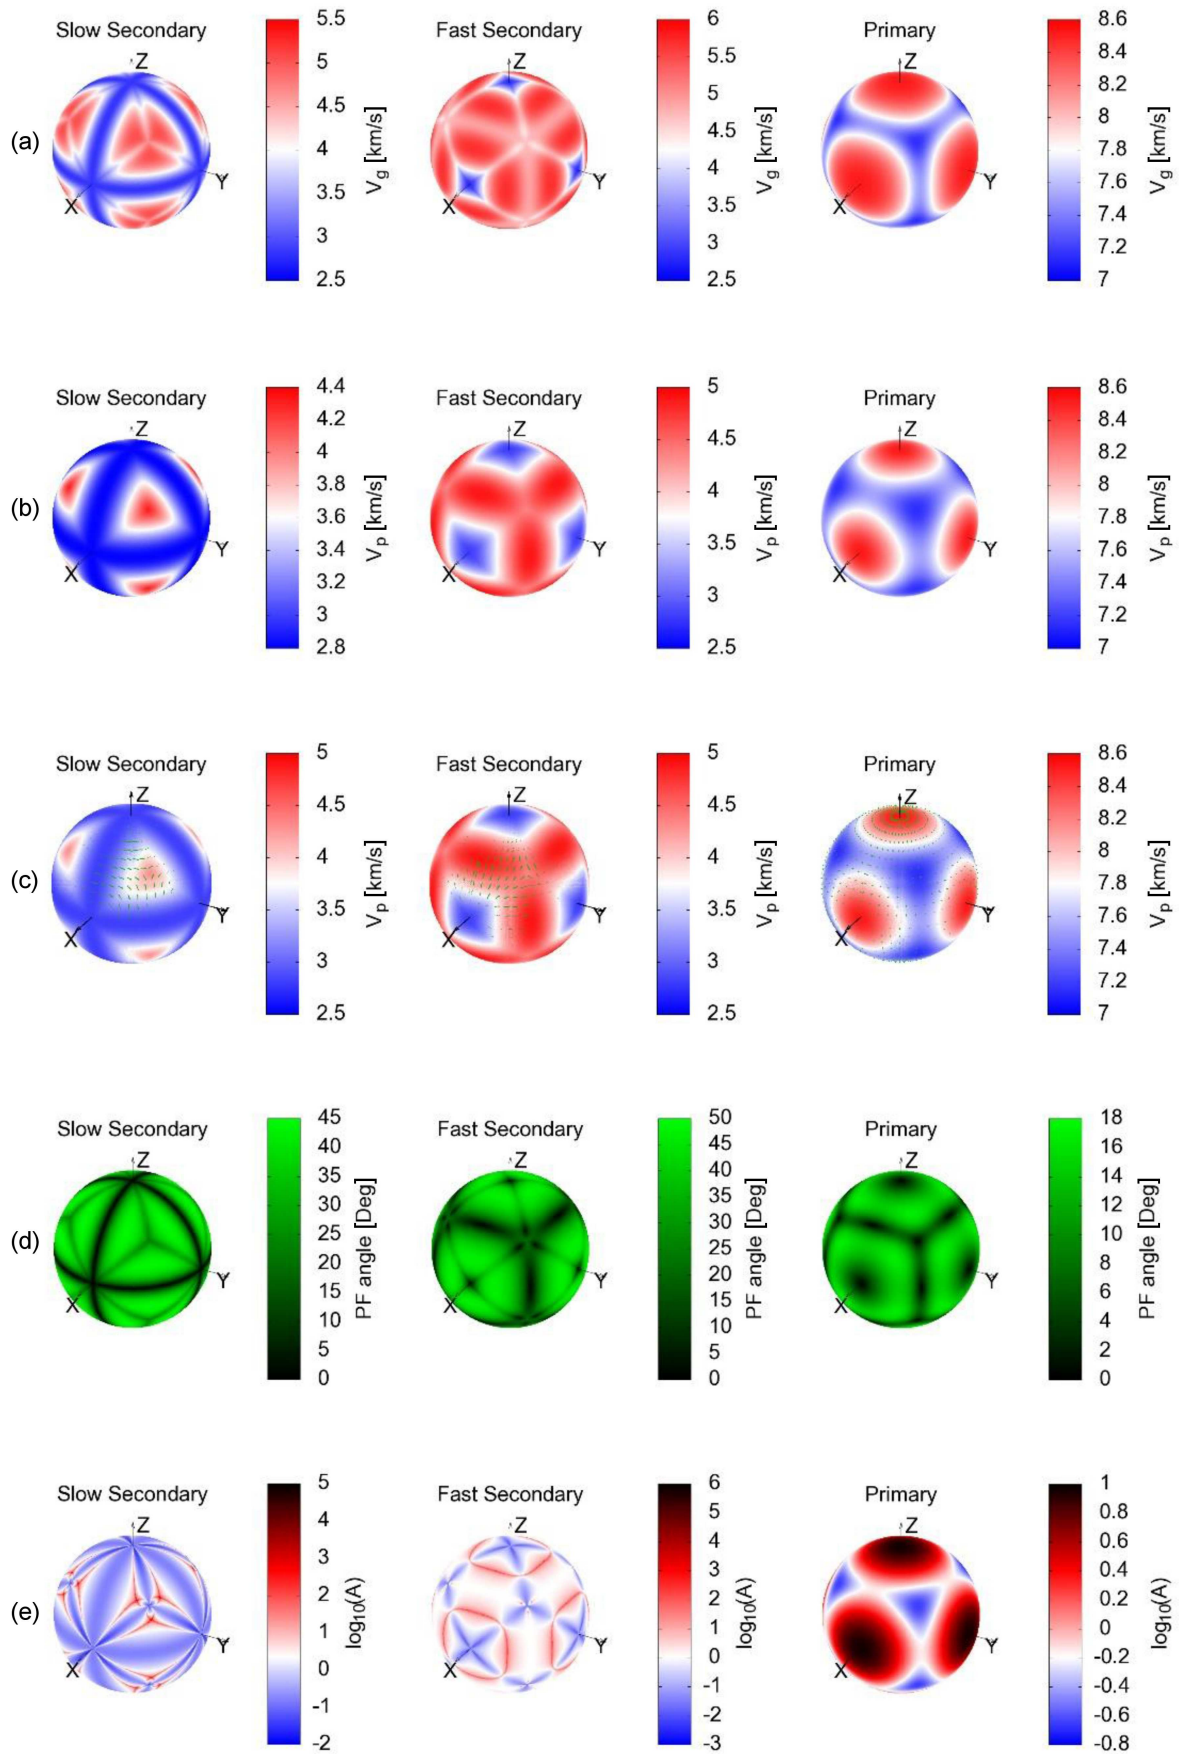 Slow Secondary
Z
X
Y
5.5
5
4.5
4
3.5
3
2.5
Vg [km/s]
Fast Secondary
Z
X
Y
6
5.5
5
4.5
4
3.5
3
2.5
Vg [km/s]
Primary
Z
X
Y
8.6
8.4
8.2
8
7.8
7.6
7.4
7.2
7
Vg [km/s]
(a)
Slow Secondary
Z
X
Y
4.4
4.2
4
3.8
3.6
3.4
3.2
3
2.8
Vp [km/s]
Fast Secondary
Z
X
Y
5
4.5
4
3.5
3
2.5
Vp [km/s]
Primary
Z
X
Y
8.6
8.4
8.2
8
7.8
7.6
7.4
7.2
7
Vp [km/s]
(b)
Slow Secondary
Z
X
Y
5
4.5
4
3.5
3
2.5
Vp [km/s]
Fast Secondary
Z
X
Y
5
4.5
4
3.5
3
2.5
Vp [km/s]
Primary
Z
X
Y
8.6
8.4
8.2
8
7.8
7.6
7.4
7.2
7
Vp [km/s]
(c)
Slow Secondary
Z
X
Y
45
40
35
30
25
20
15
10
5
0
PF angle [Deg]
Fast Secondary
Z
X
Y
50
45
40
35
30
25
20
15
10
5
0
PF angle [Deg]
Primary
Z
X
Y
18
16
14
12
10
8
6
4
2
0
PF angle [Deg]
(d)
Slow Secondary
Z
X
Y
5
4
3
2
1
0
-1
-2
log10(A)
Fast Secondary
Z
X
Y
6
5
4
3
2
1
0
-1
-2
-3
log10(A)
Primary
Z
X
Y
1
0.8
0.6
0.4
0.2
0
-0.2
-0.4
-0.6
-0.8
log10(A)
(e)